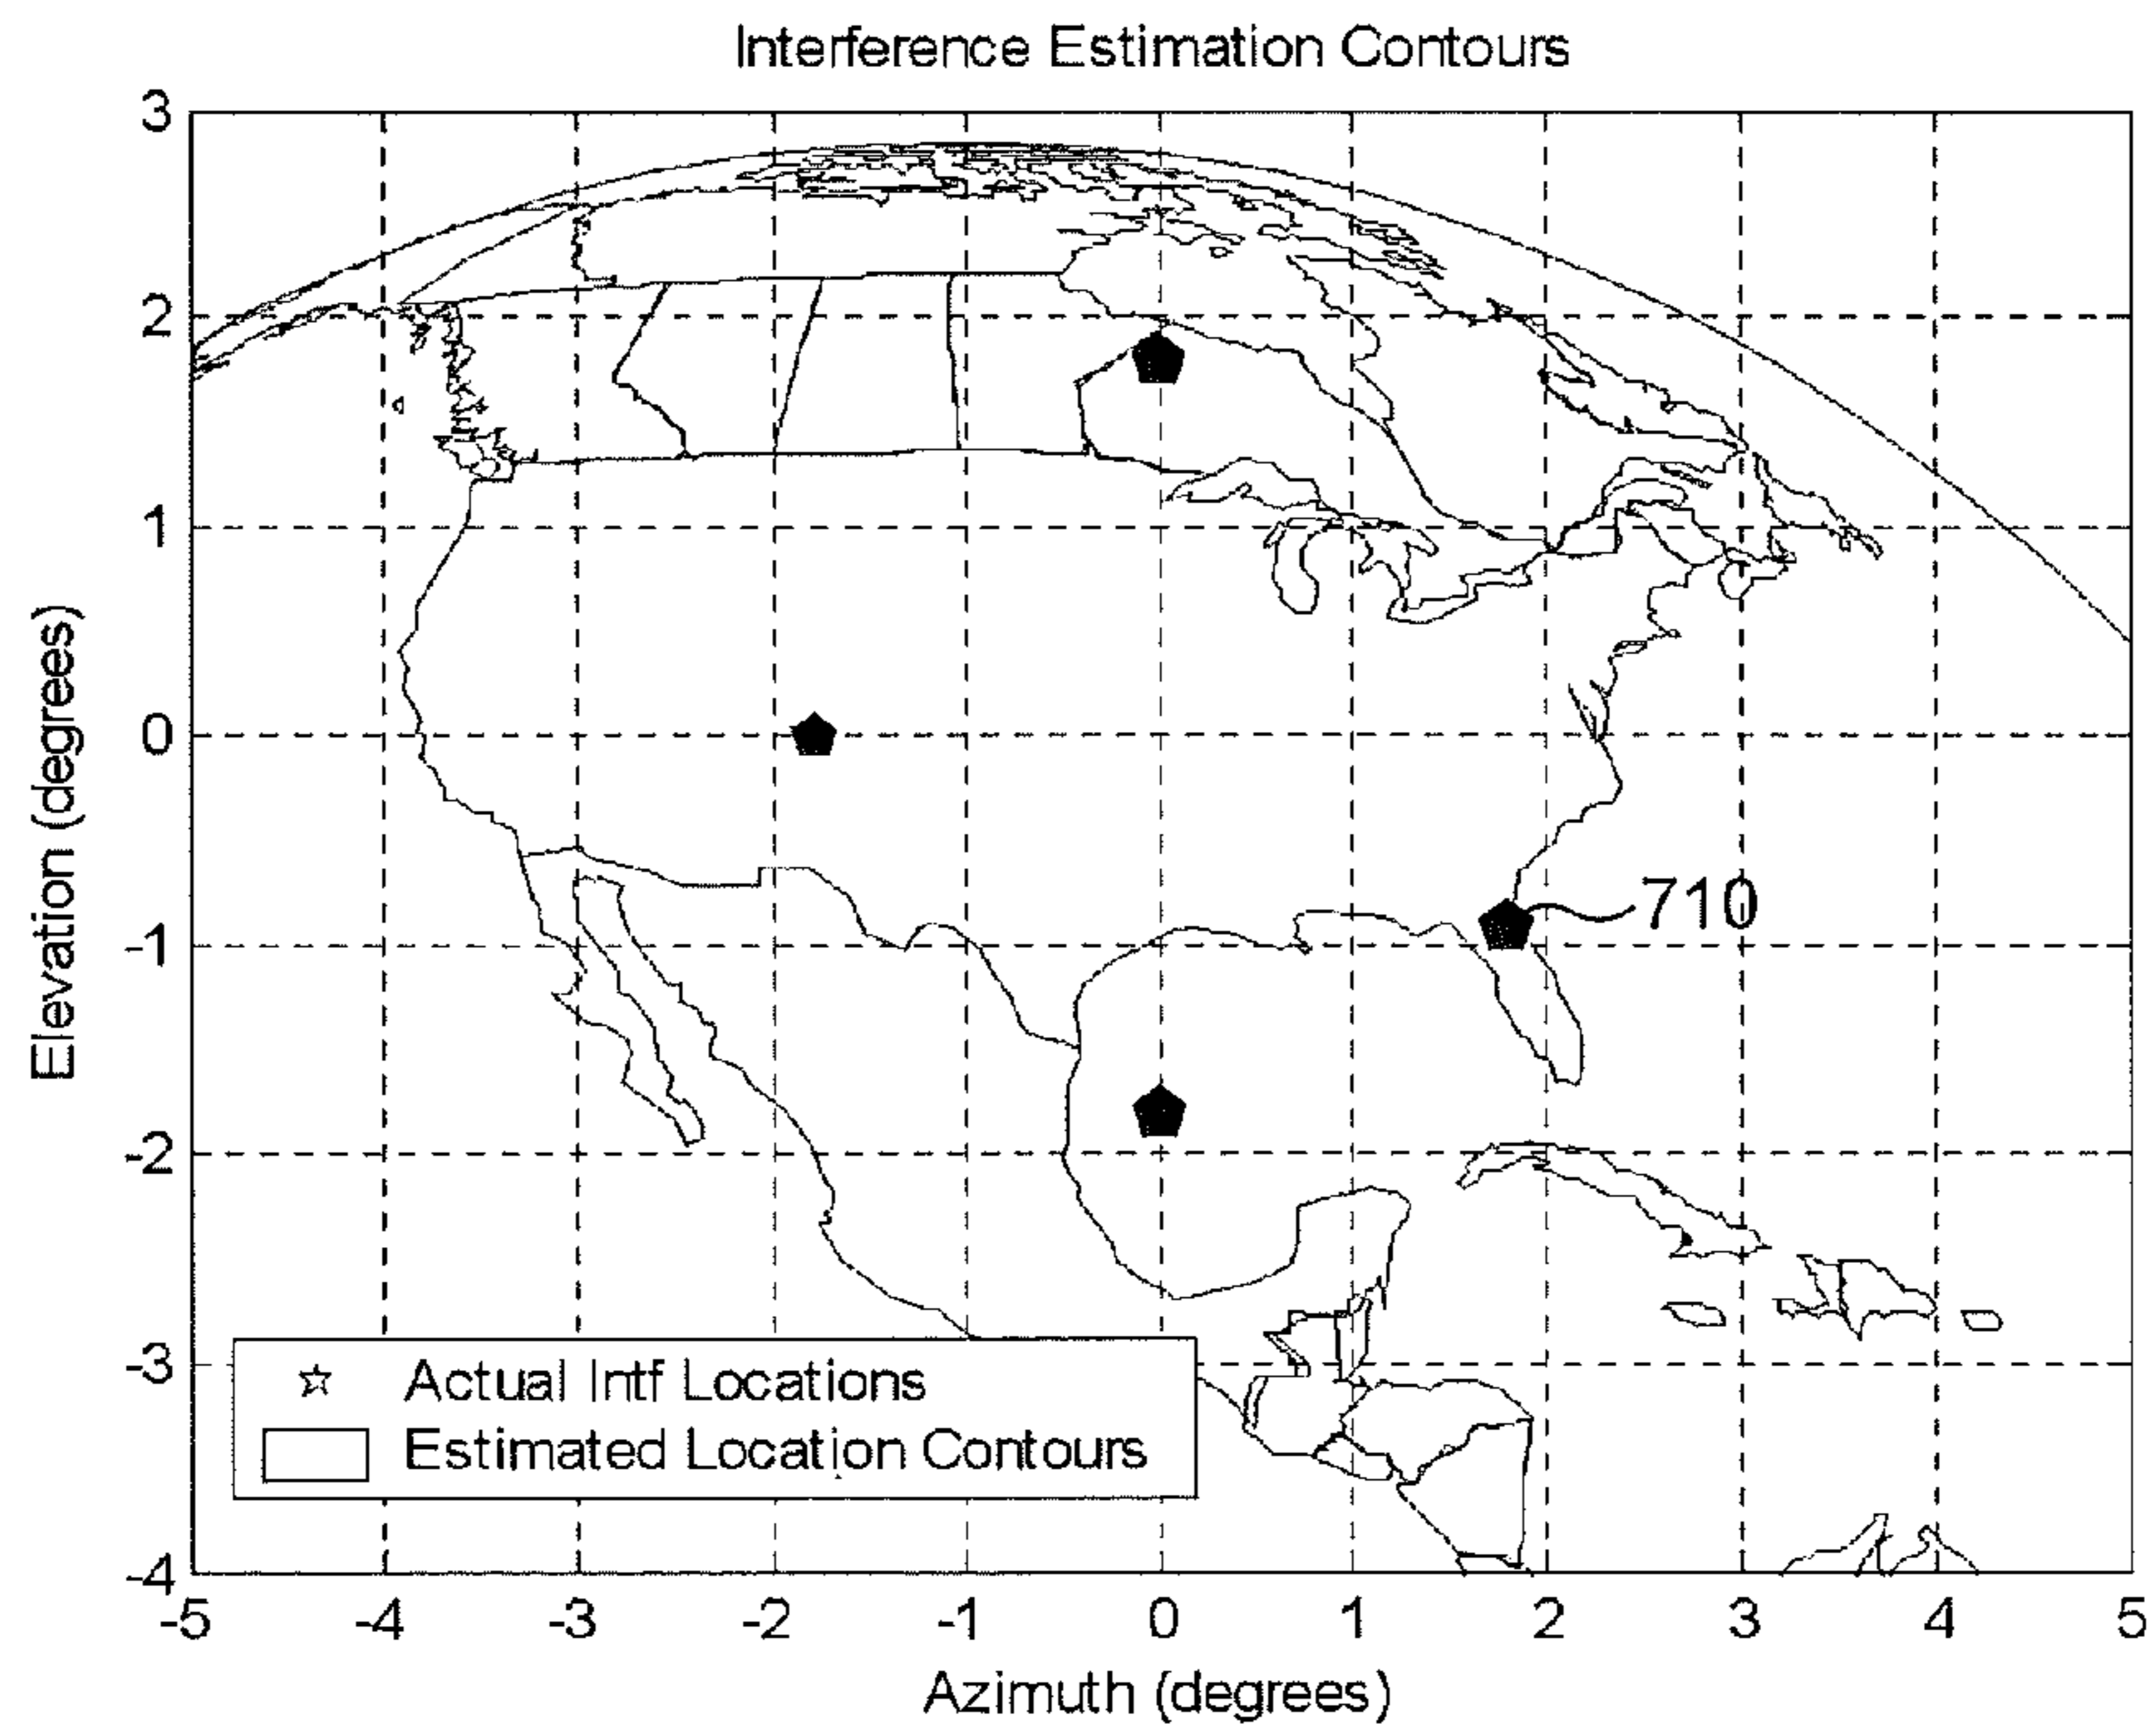 Interference Estimation Contours
3
2
1
0
-1
-2
-3
-4
Elevation (degrees)
710
Actual Intf Locations
Estimated Location Contours
-5 -4 -3 -2 -1 0 1 2 3 4 5
Azimuth (degrees)